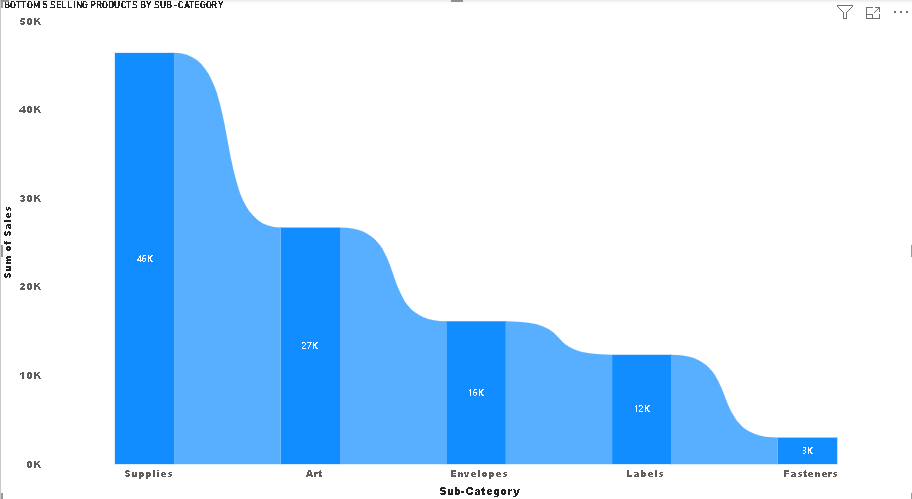 BOTTOM 5 SELLING PRODUCTS BY SUB-CATEGORY
50K
40K
30K
20K
10K
0K
Sum of Sales
46K
27K
16K
12K
3K
Supplies
Art
Envelopes
Labels
Fasteners
Sub-Category